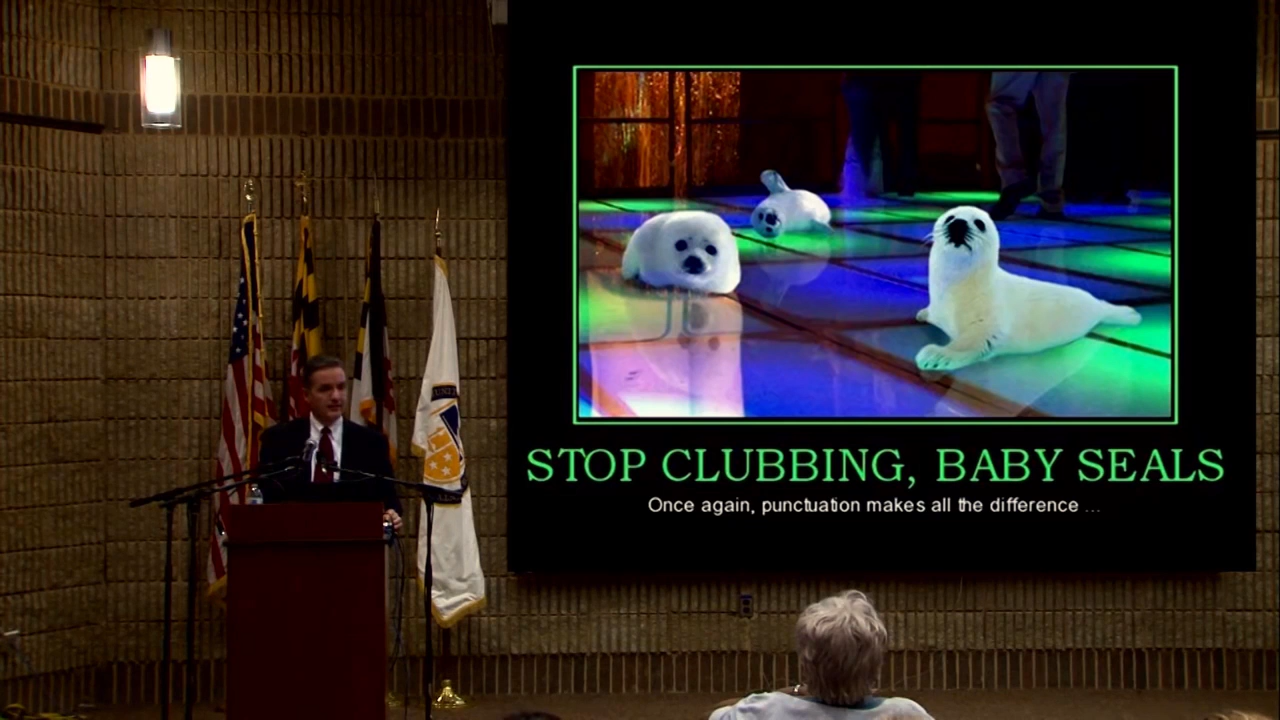 STOP CLUBBING, BABY SEALS
Once again, punctuation makes all the difference ...